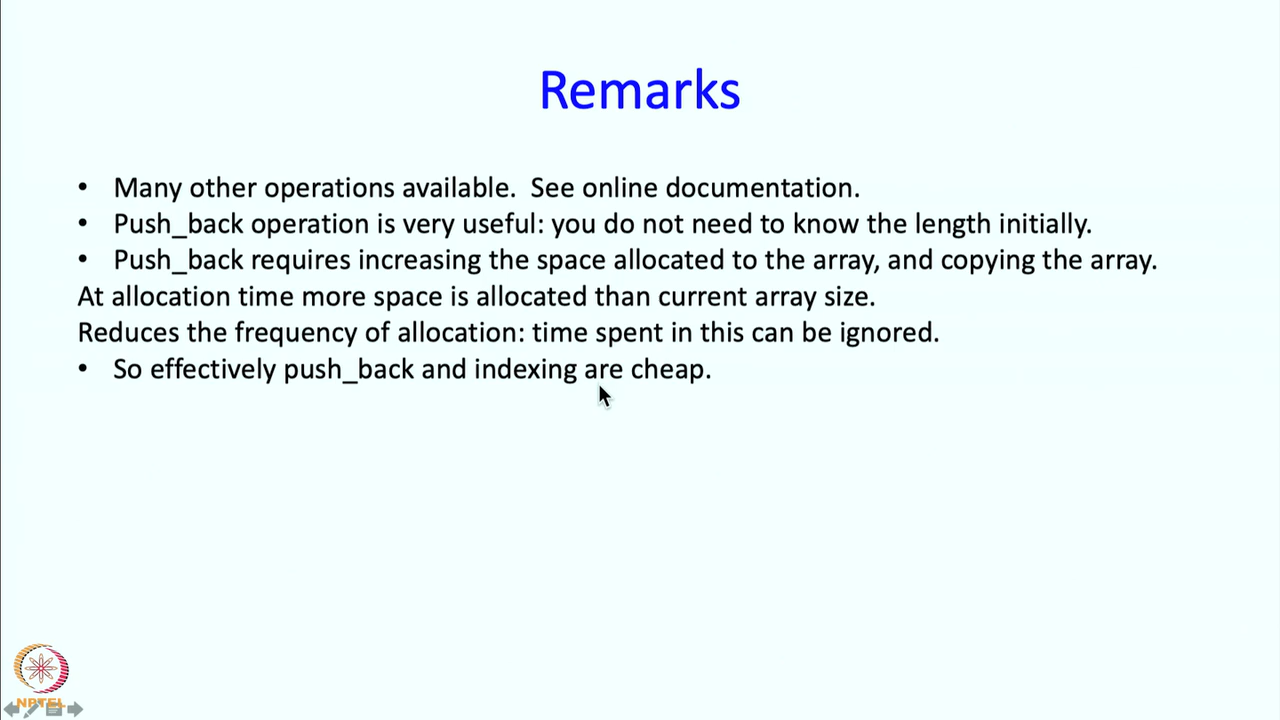 Remarks
• Many other operations available. See online documentation.
• Push_back operation is very useful: you do not need to know the length initially.
• Push_back requires increasing the space allocated to the array, and copying the array.
At allocation time more space is allocated than current array size.
Reduces the frequency of allocation: time spent in this can be ignored.
• So effectively push_back and indexing are cheap.
NPTEL